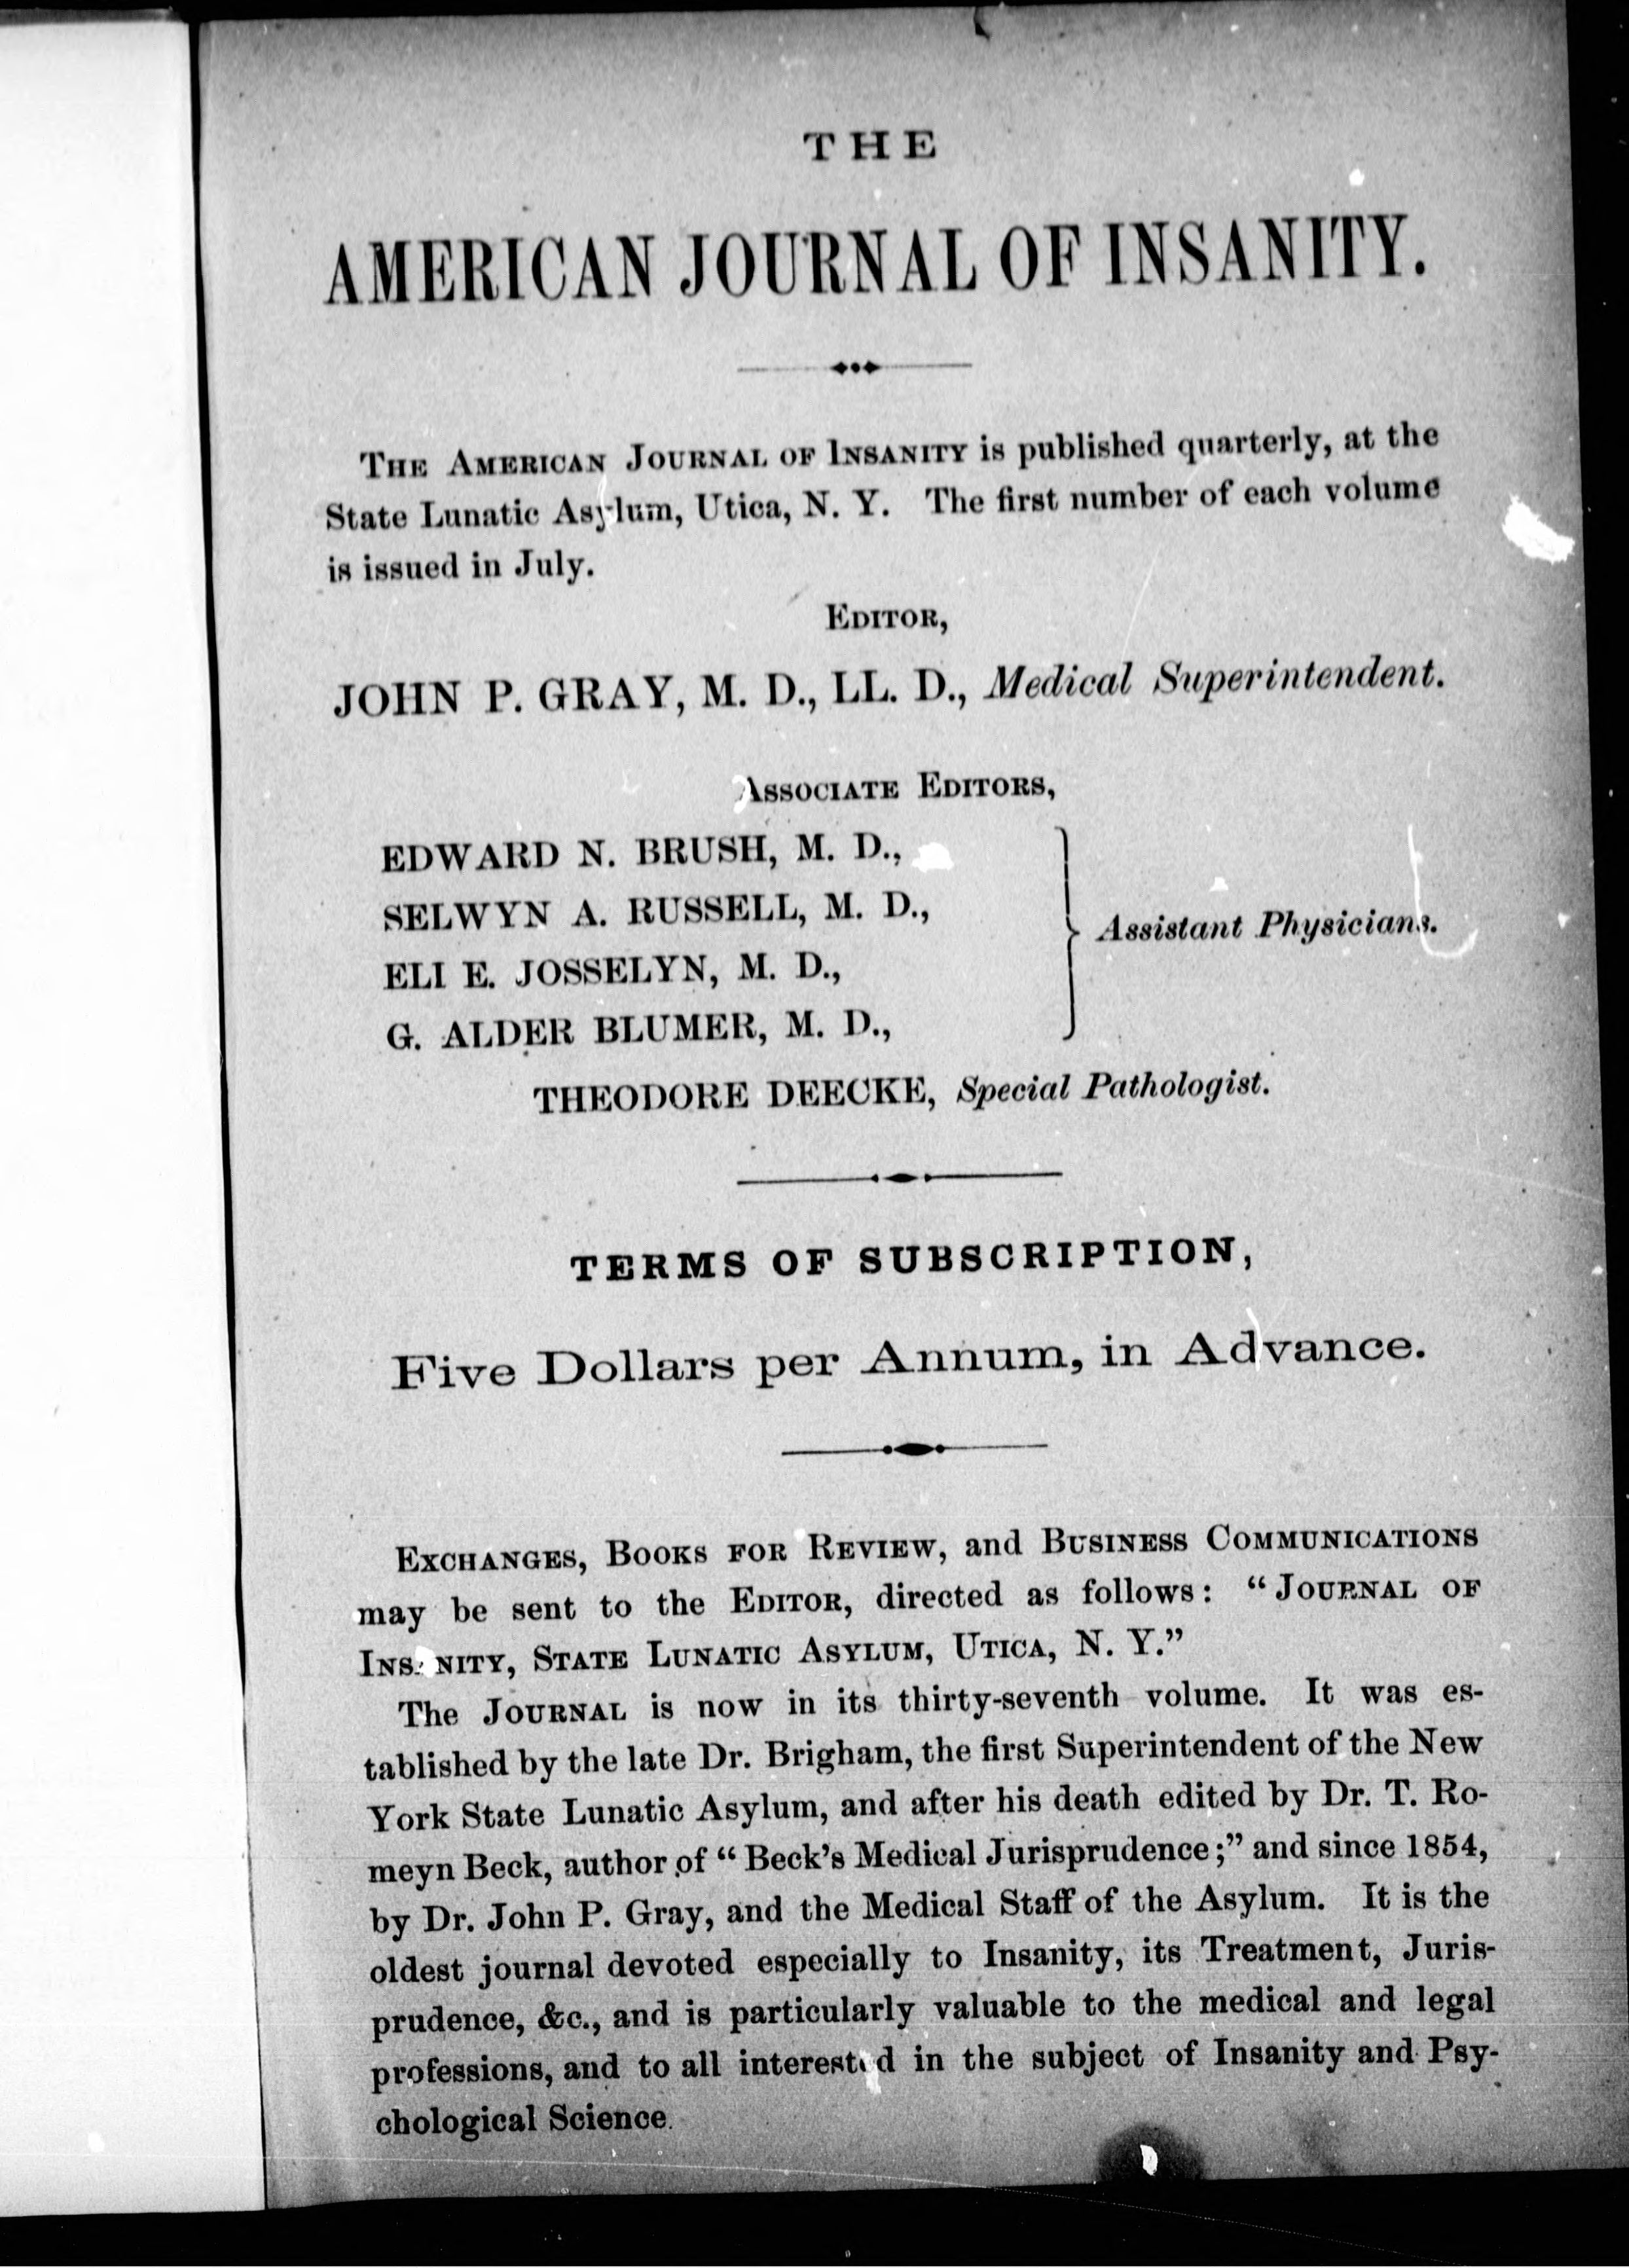 THE
AMERICAN JOURNAL OF INSANITY.
THE AMERICAN JOURNAL OF INSANITY is published quarterly, at the
State Lunatic Asylum, Utica, N. Y. The first number of each volume
is issued in July.
EDITOR,
JOHN P. GRAY, M. D., LL. D., Medical Superintendent.
ASSOCIATE EDITORS,
EDWARD N. BRUSH, M. D.,
SELWYN A. RUSSELL, M. D.,
Assistant Physicians.
ELI E. JOSSELYN, M. D.,
G. ALDER BLUMER, M. D.,
THEODORE DEECKE, Special Pathologist.
TERMS OF SUBSCRIPTION,
Five Dollars per Annum, in Advance.
EXCHANGES, BOOKS FOR REVIEW, and BUSINESS COMMUNICATIONS
may be sent to the EDITOR, directed as follows: "JOURNAL OF
INSANITY, STATE LUNATIC ASYLUM, UTICA, N. Y."
The JOURNAL is now in its thirty-seventh volume. It was es-
tablished by the late Dr. Brigham, the first Superintendent of the New
York State Lunatic Asylum, and after his death edited by Dr. T. Ro-
meyn Beck, author of "Beck's Medical Jurisprudence;" and since 1854,
by Dr. John P. Gray, and the Medical Staff of the Asylum. It is the
oldest journal devoted especially to Insanity, its Treatment, Juris-
prudence, &c., and is particularly valuable to the medical and legal
professions, and to all interested in the subject of Insanity and Psy-
chological Science.